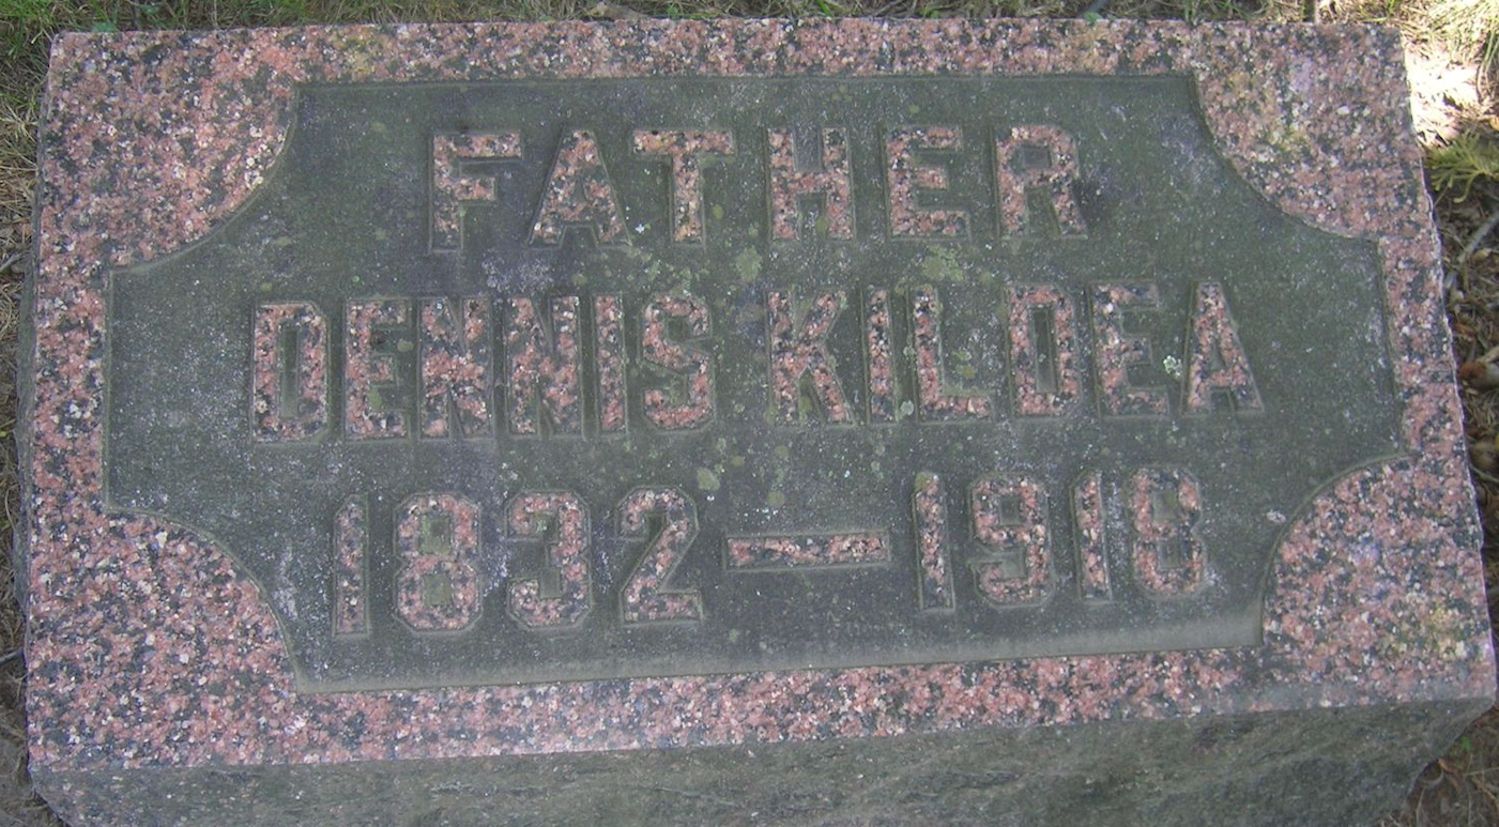 FATHER
DENNIS KILDEA
1832—1918